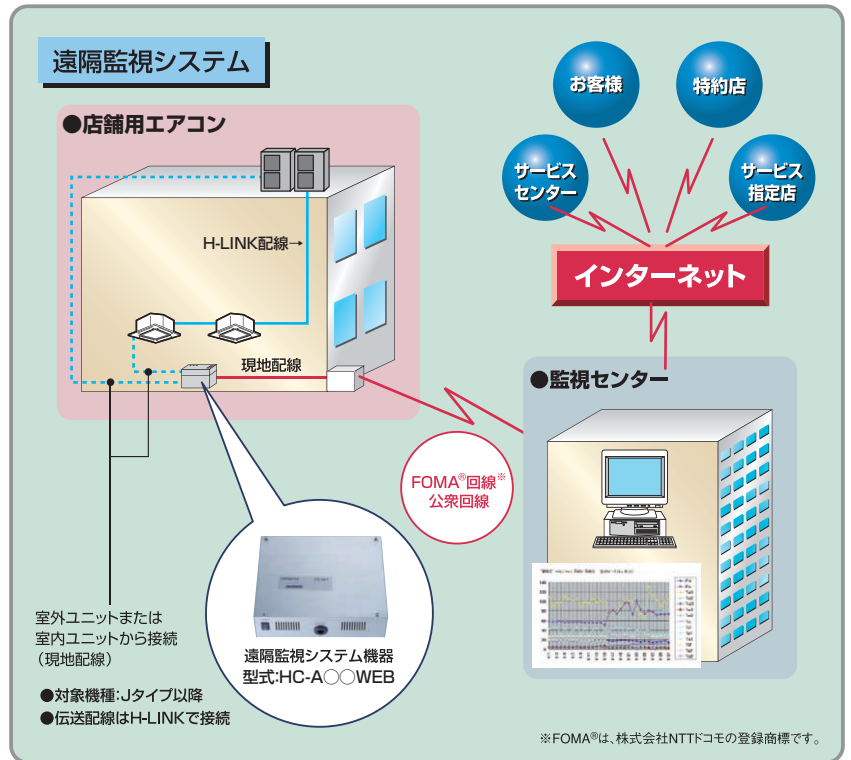 遠隔監視システム
●店舗用エアコン
H-LINK配線→
現地配線
お客様
特約店
サービス
センター
サービス
指定店
インターネット
●監視センター
FOMA®回線※
公衆回線
遠隔監視システム機器
型式:HC-A○○WEB
室外ユニットまたは
室内ユニットから接続
（現地配線）
●対象機種:Jタイプ以降
●伝送配線はH-LINKで接続
※FOMA®は、株式会社NTTドコモの登録商標です。